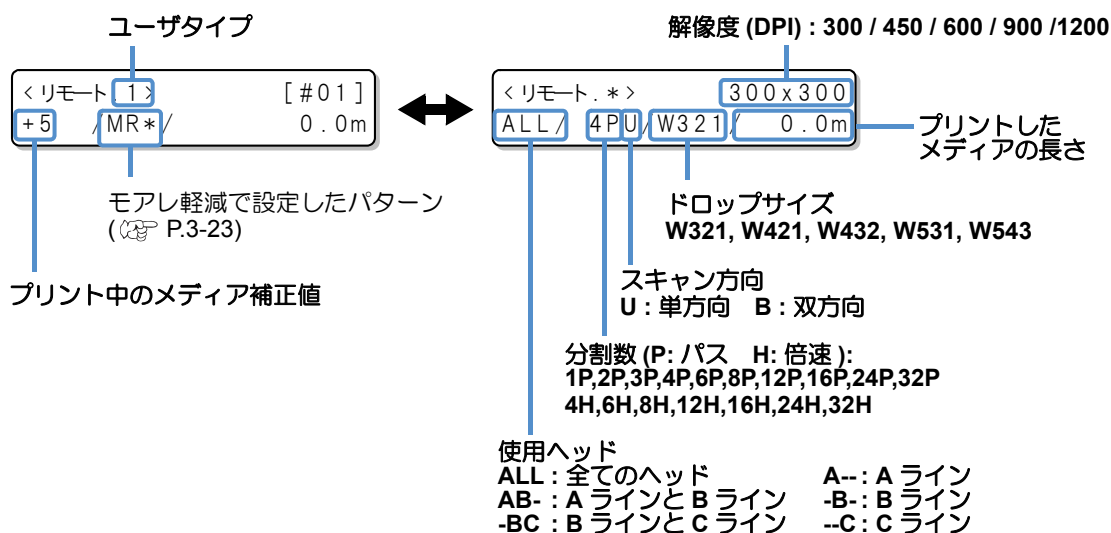 ユーザタイプ
解像度 (DPI) : 300 / 450 / 600 / 900 /1200
<リモート.1> [#01]
+5 /MR*/ 0.0m
<リモート.*> 300x300
ALL/ 4PU/W321/ 0.0m
プリントした
メディアの長さ
モアレ軽減で設定したパターン
(☞ P.3-23)
ドロップサイズ
W321, W421, W432, W531, W543
プリント中のメディア補正値
スキャン方向
U : 単方向 B : 双方向
分割数 (P: パス H: 倍速 ):
1P,2P,3P,4P,6P,8P,12P,16P,24P,32P
4H,6H,8H,12H,16H,24H,32H
使用ヘッド
ALL : 全てのヘッド A-- : A ライン
AB- : A ラインと B ライン -B- : B ライン
-BC : B ラインと C ライン --C : C ライン